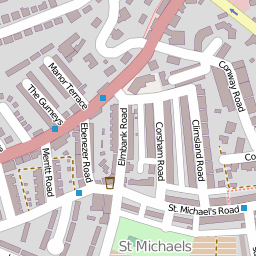 Conway Road
Manor Terrace
The Gurneys
Elmbank Road
Corsham Road
Climsland Road
Ebenezer Road
Merritt Road
Co
St. Michael's Road
St Michaels